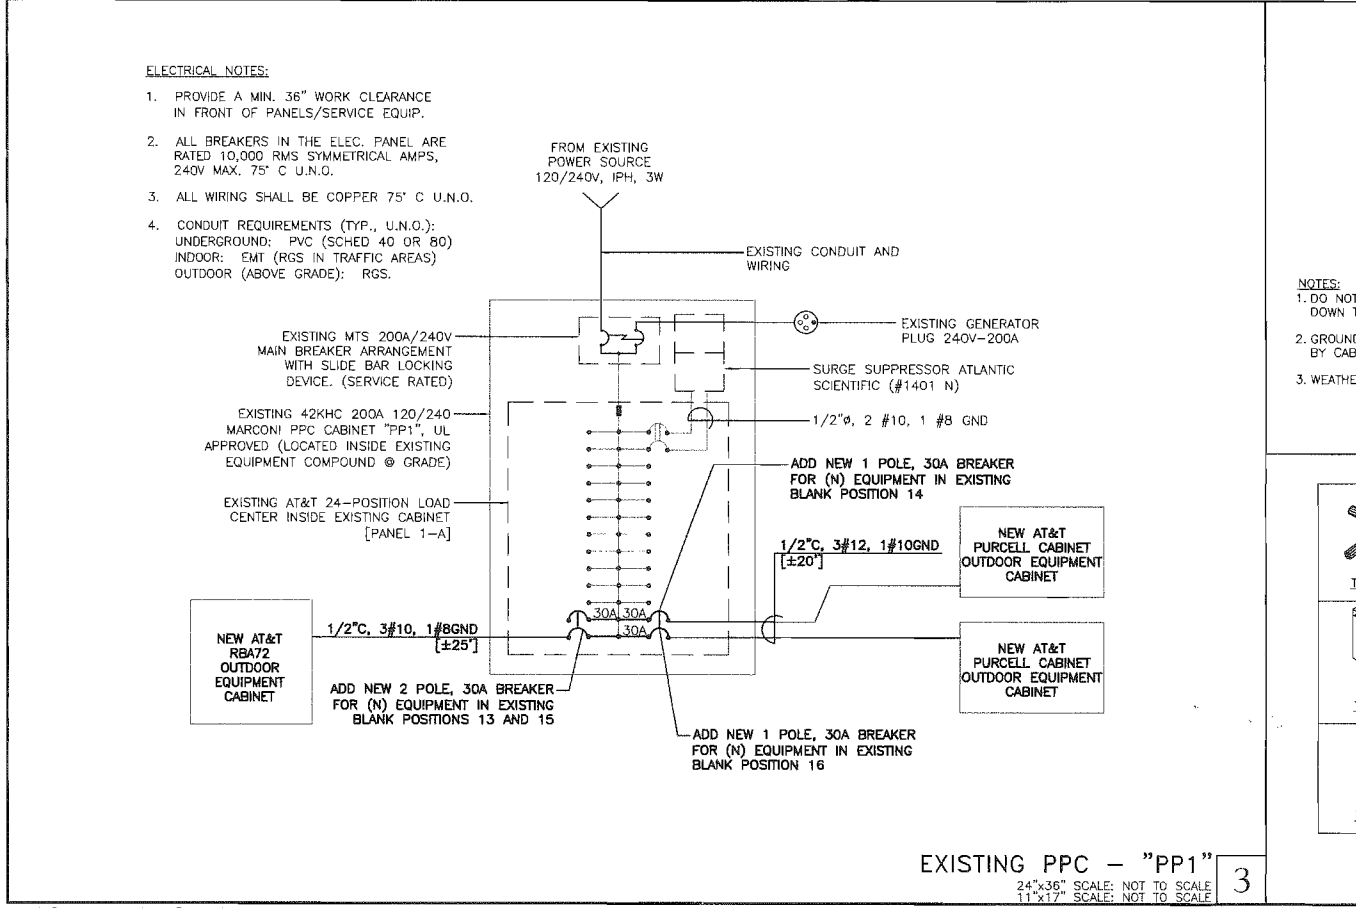 ELECTRICAL NOTES:
1. PROVIDE A MIN. 36" WORK CLEARANCE
IN FRONT OF PANELS/SERVICE EQUIP.
2. ALL BREAKERS IN THE ELEC. PANEL ARE
RATED 10,000 RMS SYMMETRICAL AMPS,
240V MAX. 75° C U.N.O.
3. ALL WIRING SHALL BE COPPER 75° C U.N.O.
4. CONDUIT REQUIREMENTS (TYP., U.N.O.):
UNDERGROUND: PVC (SCHED 40 OR 80)
INDOOR: EMT (RGS IN TRAFFIC AREAS)
OUTDOOR (ABOVE GRADE): RGS.
FROM EXISTING
POWER SOURCE
120/240V, IPH, 3W
EXISTING CONDUIT AND
WIRING
EXISTING MTS 200A/240V
MAIN BREAKER ARRANGEMENT
WITH SLIDE BAR LOCKING
DEVICE. (SERVICE RATED)
EXISTING GENERATOR
PLUG 240V-200A
SURGE SUPPRESSOR ATLANTIC
SCIENTIFIC (#1401 N)
EXISTING 42KHC 200A 120/240
MARCONI PPC CABINET "PP1", UL
APPROVED (LOCATED INSIDE EXISTING
EQUIPMENT COMPOUND @ GRADE)
1/2"ø, 2 #10, 1 #8 GND
ADD NEW 1 POLE, 30A BREAKER
FOR (N) EQUIPMENT IN EXISTING
BLANK POSITION 14
EXISTING AT&T 24-POSITION LOAD
CENTER INSIDE EXISTING CABINET
[PANEL 1-A]
1/2"C, 3#12, 1#10GND
[±20']
NEW AT&T
PURCELL CABINET
OUTDOOR EQUIPMENT
CABINET
30A 30A
30A
NEW AT&T
RBA72
OUTDOOR
EQUIPMENT
CABINET
1/2"C, 3#10, 1#8GND
[±25']
NEW AT&T
PURCELL CABINET
OUTDOOR EQUIPMENT
CABINET
ADD NEW 2 POLE, 30A BREAKER
FOR (N) EQUIPMENT IN EXISTING
BLANK POSITIONS 13 AND 15
ADD NEW 1 POLE, 30A BREAKER
FOR (N) EQUIPMENT IN EXISTING
BLANK POSITION 16
EXISTING PPC - "PP1"
24"x36" SCALE: NOT TO SCALE
11"x17" SCALE: NOT TO SCALE
3
NOTES:
1. DO NOT
DOWN
2. GROUN
BY CAB
3. WEATHE